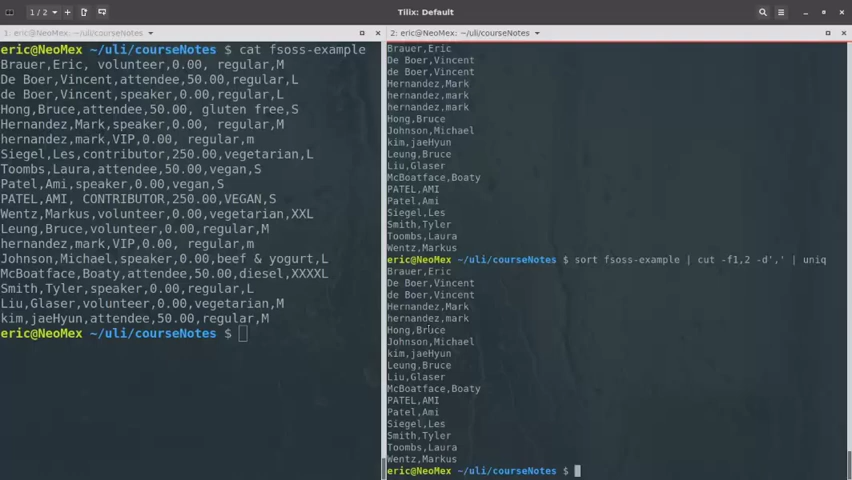 1 / 2
Tilix: Default
1: eric@NeoMex: ~/uli/courseNotes
eric@NeoMex ~/uli/courseNotes $ cat fsoss-example
Brauer,Eric, volunteer,0.00, regular,M
De Boer,Vincent,attendee,50.00,regular,L
de Boer,Vincent,speaker,0.00,regular,L
Hong,Bruce,attendee,50.00, gluten free,S
Hernandez,Mark,speaker,0.00, regular,M
hernandez,mark,VIP,0.00, regular,m
Siegel,Les,contributor,250.00,vegetarian,L
Toombs,Laura,attendee,50.00,vegan,S
Patel,Ami,speaker,0.00,vegan,S
PATEL,AMI, CONTRIBUTOR,250.00,VEGAN,S
Wentz,Markus,volunteer,0.00,vegetarian,XXL
Leung,Bruce,volunteer,0.00,regular,M
hernandez,mark,VIP,0.00, regular,m
Johnson,Michael,speaker,0.00,beef & yogurt,L
McBoatface,Boaty,attendee,50.00,diesel,XXXXL
Smith,Tyler,speaker,0.00,regular,L
Liu,Glaser,volunteer,0.00,vegetarian,M
kim,jaeHyun,attendee,50.00,regular,M
eric@NeoMex ~/uli/courseNotes $
2: eric@NeoMex: ~/uli/courseNotes
Brauer,Eric
De Boer,Vincent
de Boer,Vincent
Hernandez,Mark
hernandez,mark
hernandez,mark
Hong,Bruce
Johnson,Michael
kim,jaeHyun
Leung,Bruce
Liu,Glaser
McBoatface,Boaty
PATEL,AMI
Patel,Ami
Siegel,Les
Smith,Tyler
Toombs,Laura
Wentz,Markus
eric@NeoMex ~/uli/courseNotes $ sort fsoss-example | cut -f1,2 -d',' | uniq
Brauer,Eric
De Boer,Vincent
de Boer,Vincent
Hernandez,Mark
hernandez,mark
Hong,Bruce
Johnson,Michael
kim,jaeHyun
Leung,Bruce
Liu,Glaser
McBoatface,Boaty
PATEL,AMI
Patel,Ami
Siegel,Les
Smith,Tyler
Toombs,Laura
Wentz,Markus
eric@NeoMex ~/uli/courseNotes $